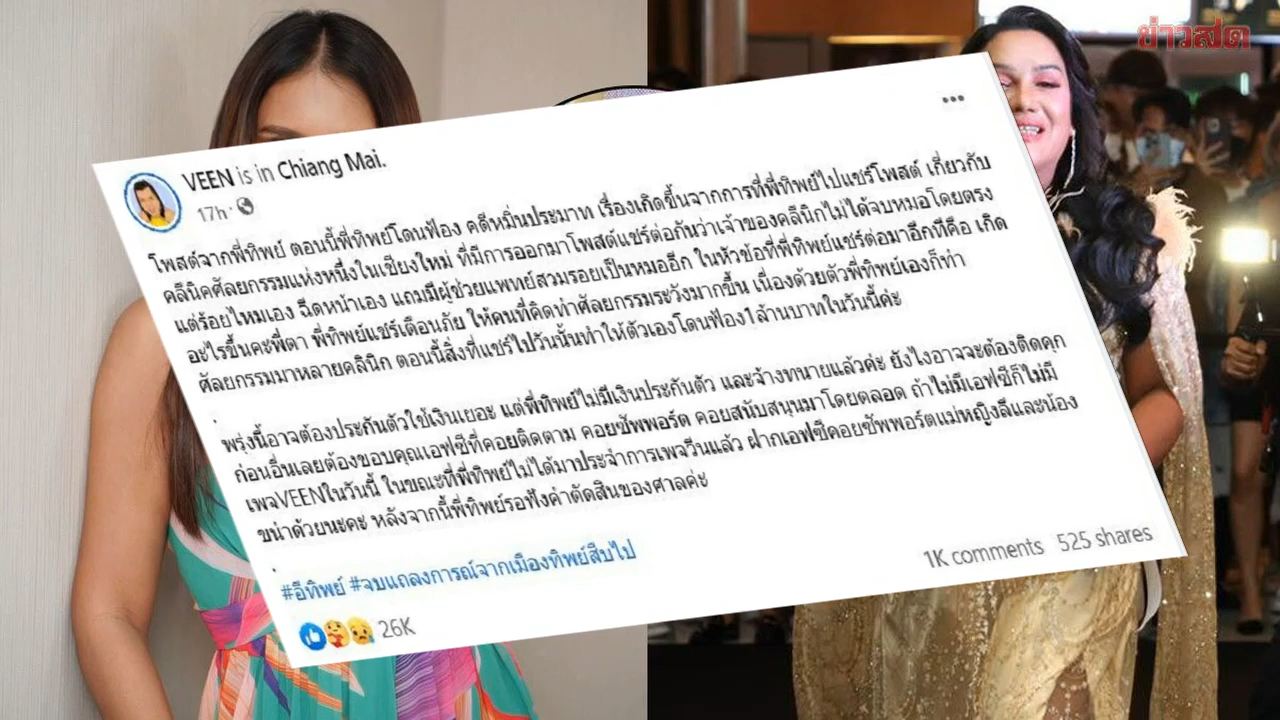 ข่าวสด
VEEN is in Chiang Mai.
17h
โพสต์จากพี่ทิพย์ ตอนนี้พี่ทิพย์โดนฟ้อง คดีหมิ่นประมาท เรื่องเกิดขึ้นจากการที่พี่ทิพย์ไปแชร์โพสต์ เกี่ยวกับ
คลีนิคศัลยกรรมแห่งหนึ่งในเชียงใหม่ ที่มีการออกมาโพสต์แชร์ต่อกันว่าเจ้าของคลีนิกไม่ได้จบหมอโดยตรง
แต่ร้อยไหมเอง ฉีดหน้าเอง แถมมีผู้ช่วยแพทย์สวมรอยเป็นหมออีก ในหัวข้อที่พี่ทิพย์แชร์ต่อมาอีกทีคือ เกิด
อะไรขึ้นคะพี่ตา พี่ทิพย์แชร์เตือนภัย ให้คนที่คิดทำศัลยกรรมระวังมากขึ้น เนื่องด้วยตัวพี่ทิพย์เองก็ทำ
ศัลยกรรมมาหลายคลินิก ตอนนี้สิ่งที่แชร์ไปวันนั้นทำให้ตัวเองโดนฟ้อง1ล้านบาทในวันนี้ค่ะ
.
พรุ่งนี้อาจต้องประกันตัวใช้เงินเยอะ แต่พี่ทิพย์ไม่มีเงินประกันตัว และจ้างทนายแล้วค่ะ ยังไงอาจจะต้องติดคุก
ก่อนอื่นเลยต้องขอบคุณเอฟซีที่คอยติดตาม คอยซัพพอร์ต คอยสนับสนุนมาโดยตลอด ถ้าไม่มีเอฟซีก็ไม่มี
เพจVEENในวันนี้ ในขณะที่พี่ทิพย์ไม่ได้มาประจำการเพจวีนแล้ว ฝากเอฟซีคอยซัพพอร์ตแม่หญิงลีและน้อง
ขน่ำด้วยนะคะ หลังจากนี้พี่ทิพย์รอฟังคำตัดสินของศาลค่ะ
.
#อีทิพย์ #จบแถลงการณ์จากเมืองทิพย์สืบไป
26K
1K comments 525 shares